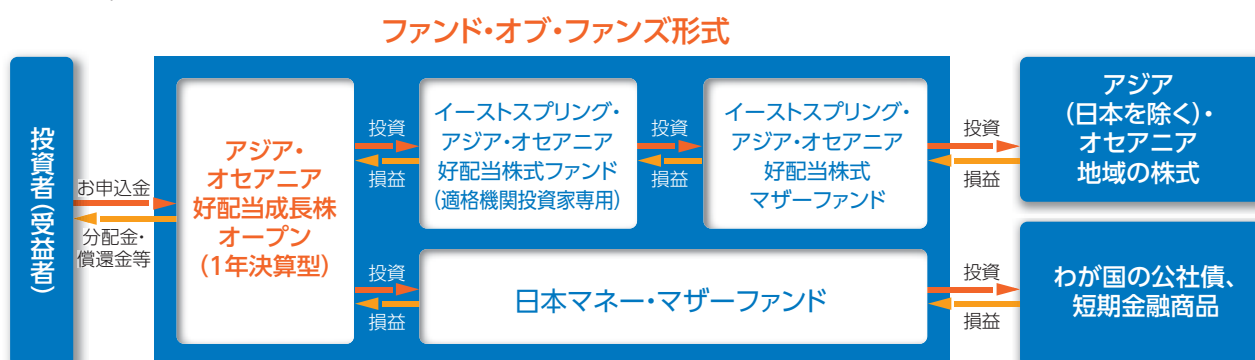 ファンド・オブ・ファンズ形式
投資者（受益者）
お申込金
分配金・
償還金等
アジア・
オセアニア
好配当成長株
オープン
（1年決算型）
投資
損益
イーストスプリング・
アジア・オセアニア
好配当株式ファンド
（適格機関投資家専用）
投資
損益
イーストスプリング・
アジア・オセアニア
好配当株式
マザーファンド
投資
損益
アジア
（日本を除く）・
オセアニア
地域の株式
投資
損益
日本マネー・マザーファンド
投資
損益
わが国の公社債、
短期金融商品